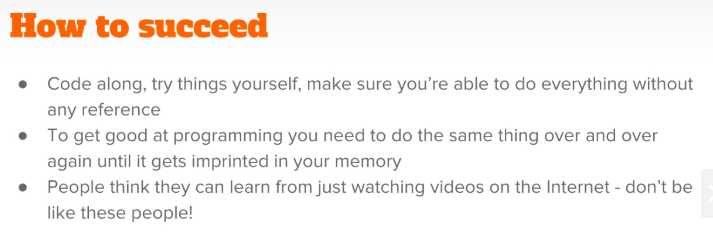 How to succeed
● Code along, try things yourself, make sure you're able to do everything without
any reference
● To get good at programming you need to do the same thing over and over
again until it gets imprinted in your memory
● People think they can learn from just watching videos on the Internet - don't be
like these people!